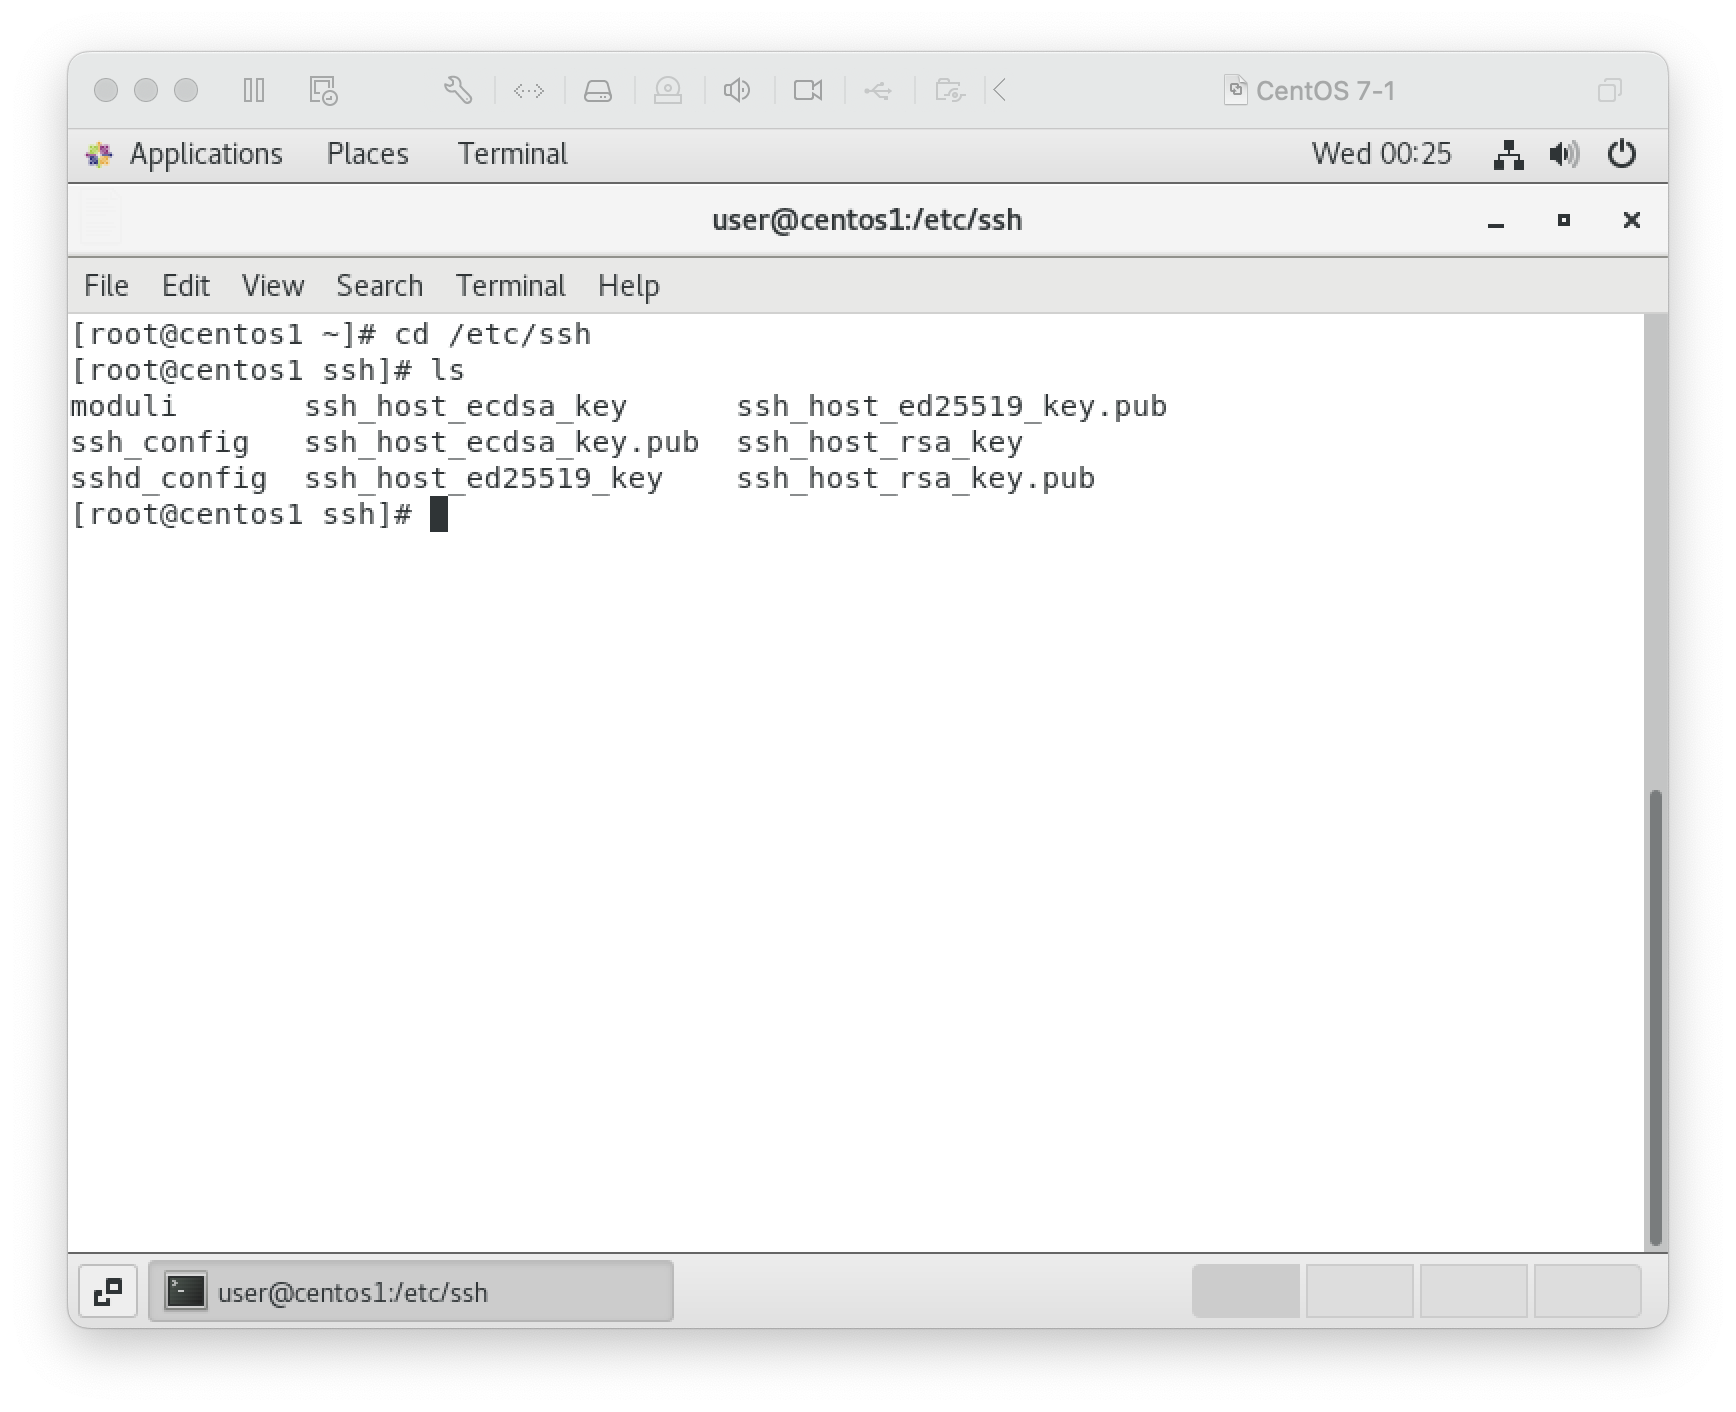 CentOS 7-1
Applications Places Terminal Wed 00:25
user@centos1:/etc/ssh
File Edit View Search Terminal Help
[root@centos1 ~]# cd /etc/ssh
[root@centos1 ssh]# ls
moduli       ssh_host_ecdsa_key      ssh_host_ed25519_key.pub
ssh_config   ssh_host_ecdsa_key.pub  ssh_host_rsa_key
sshd_config  ssh_host_ed25519_key    ssh_host_rsa_key.pub
[root@centos1 ssh]#
user@centos1:/etc/ssh